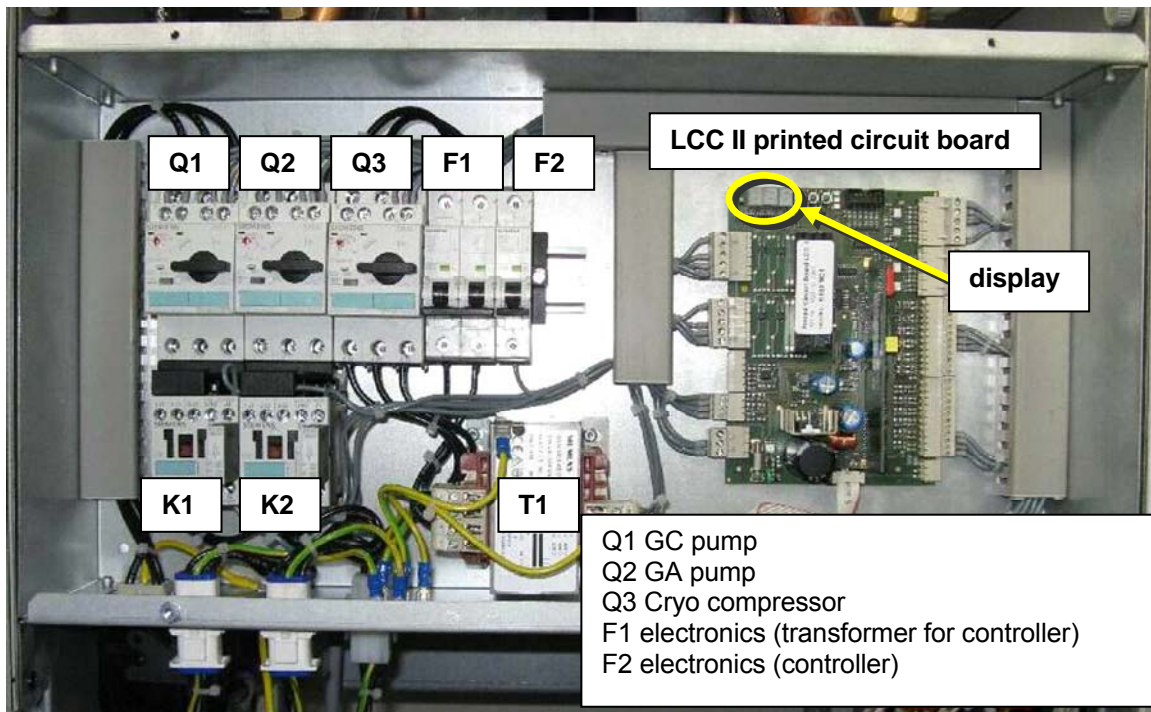 LCC II printed circuit board
Q1 Q2 Q3 F1 F2
display
K1 K2 T1
SIEMENS
Q1 GC pump
Q2 GA pump
Q3 Cryo compressor
F1 electronics (transformer for controller)
F2 electronics (controller)